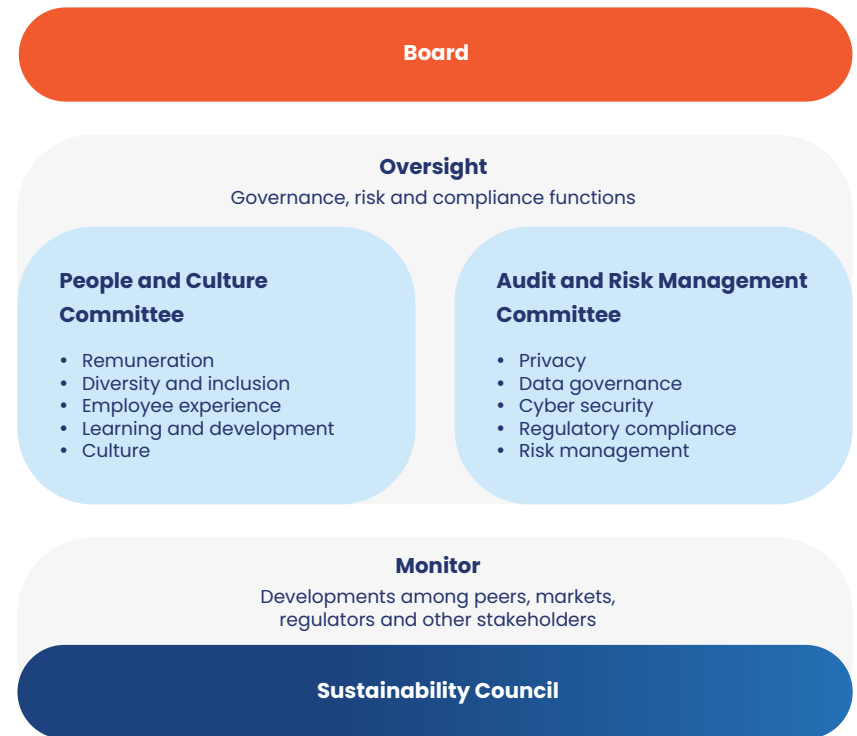 Board
Oversight
Governance, risk and compliance functions
People and Culture
Committee
• Remuneration
• Diversity and inclusion
• Employee experience
• Learning and development
• Culture
Audit and Risk Management
Committee
• Privacy
• Data governance
• Cyber security
• Regulatory compliance
• Risk management
Monitor
Developments among peers, markets,
regulators and other stakeholders
Sustainability Council